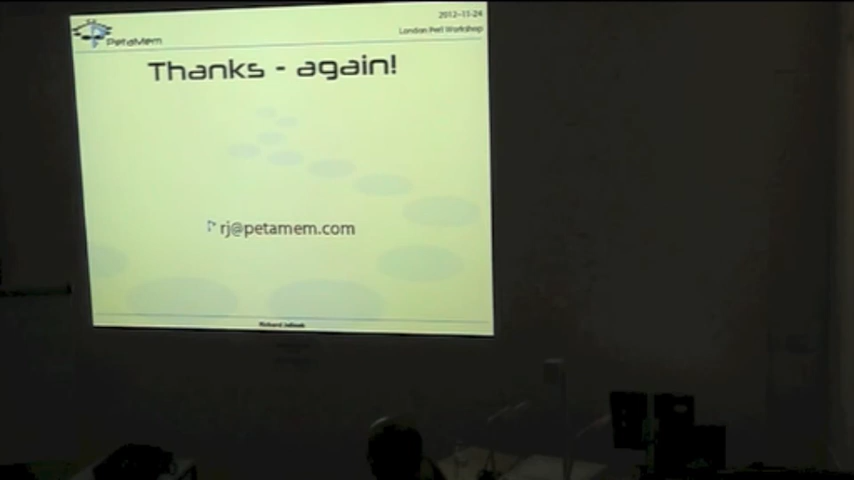 2012-11-24
PetaMem
London Perl Workshop
Thanks - again!
rj@petamem.com
Richard Jelinek